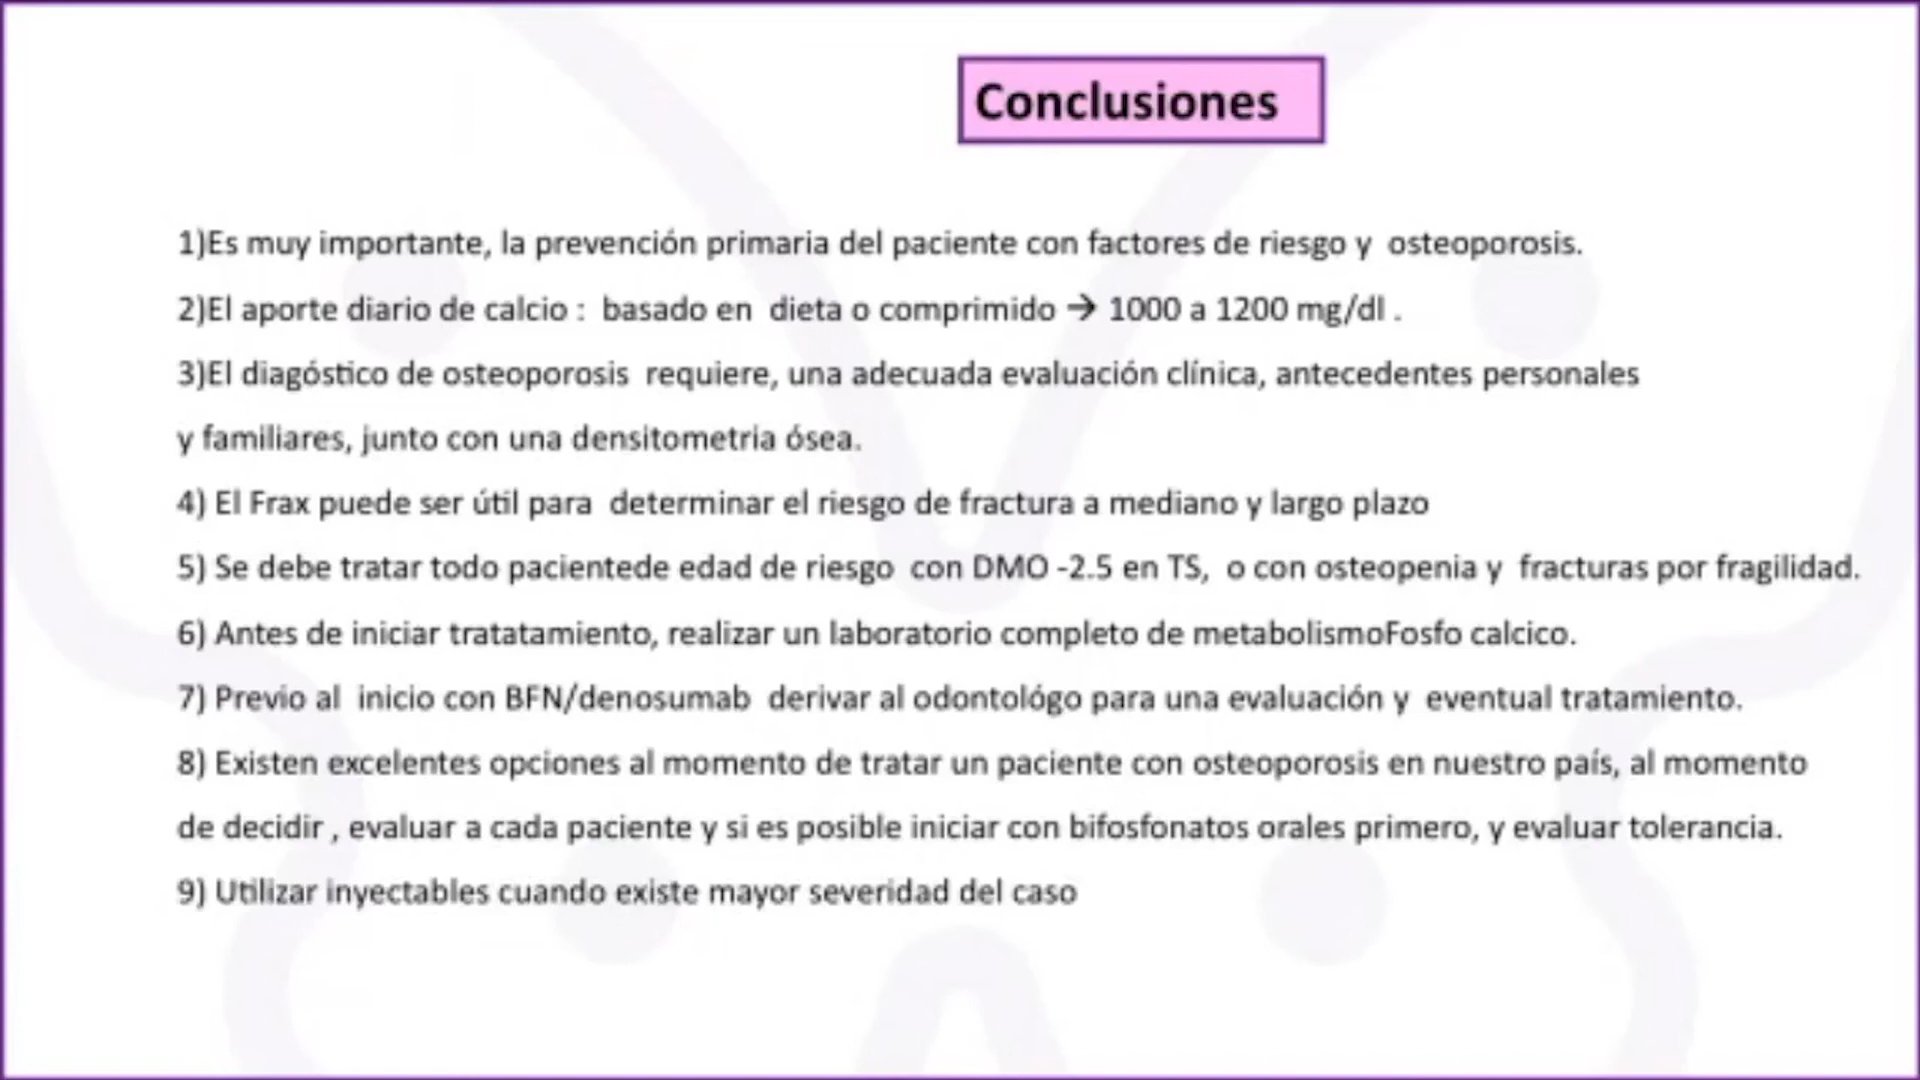 Conclusiones
1)Es muy importante, la prevención primaria del paciente con factores de riesgo y osteoporosis.
2)El aporte diario de calcio : basado en dieta o comprimido → 1000 a 1200 mg/dl .
3)El diagóstico de osteoporosis requiere, una adecuada evaluación clínica, antecedentes personales
y familiares, junto con una densitometria ósea.
4) El Frax puede ser útil para determinar el riesgo de fractura a mediano y largo plazo
5) Se debe tratar todo pacientede edad de riesgo con DMO -2.5 en TS, o con osteopenia y fracturas por fragilidad.
6) Antes de iniciar tratatamiento, realizar un laboratorio completo de metabolismoFosfo calcico.
7) Previo al inicio con BFN/denosumab derivar al odontológo para una evaluación y eventual tratamiento.
8) Existen excelentes opciones al momento de tratar un paciente con osteoporosis en nuestro país, al momento
de decidir , evaluar a cada paciente y si es posible iniciar con bifosfonatos orales primero, y evaluar tolerancia.
9) Utilizar inyectables cuando existe mayor severidad del caso